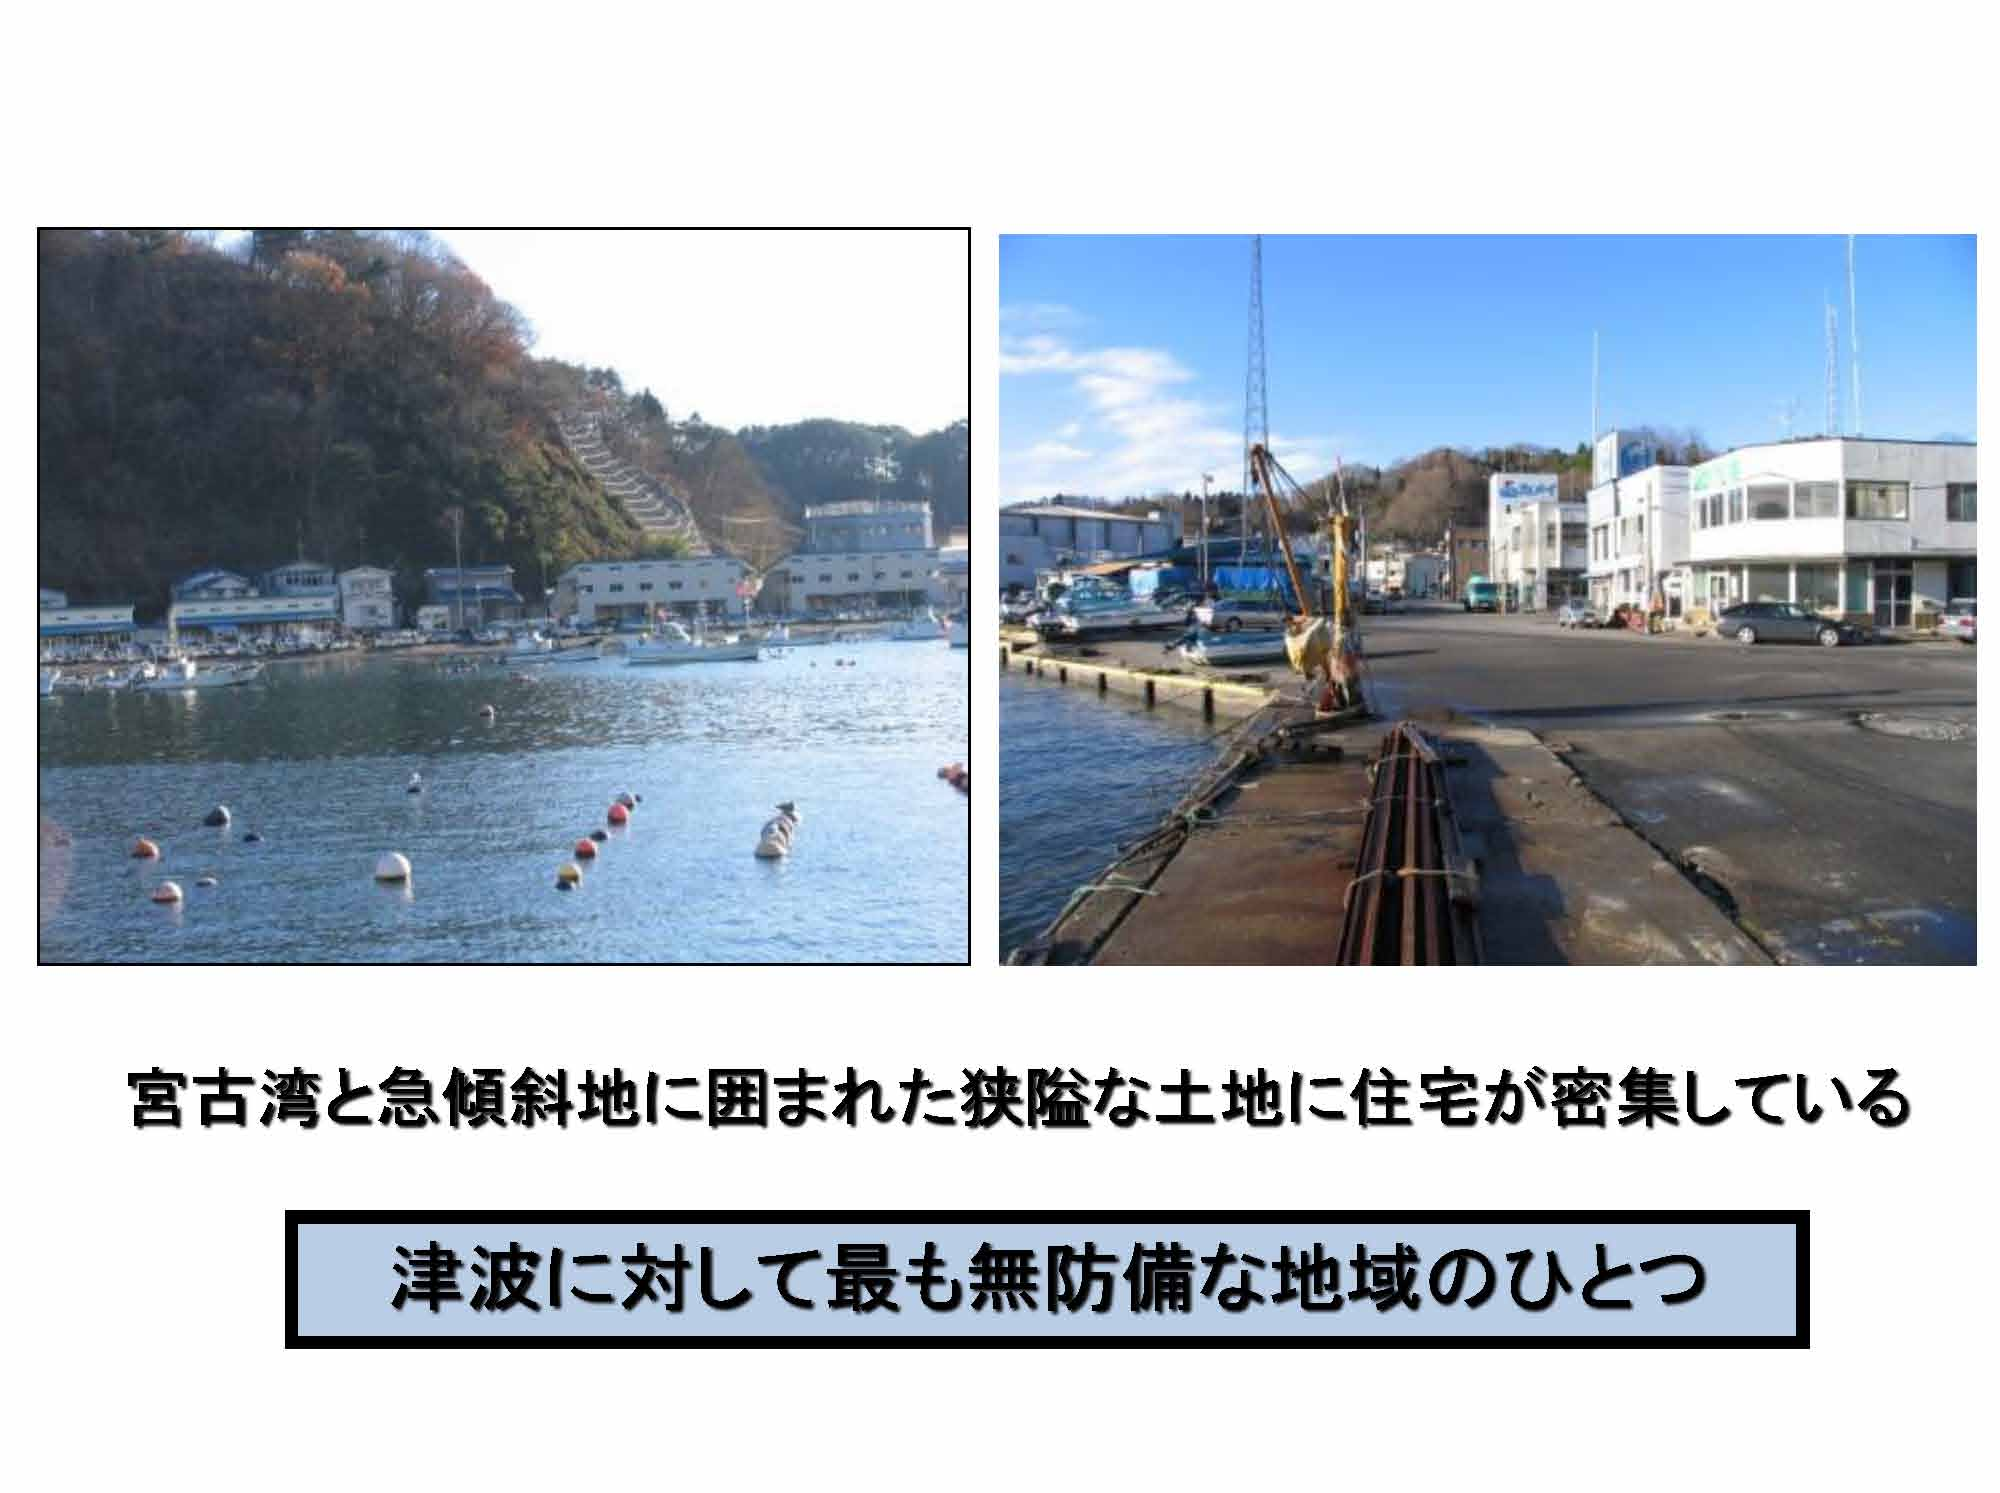 宮古湾と急傾斜地に囲まれた狭隘な土地に住宅が密集している
津波に対して最も無防備な地域のひとつ